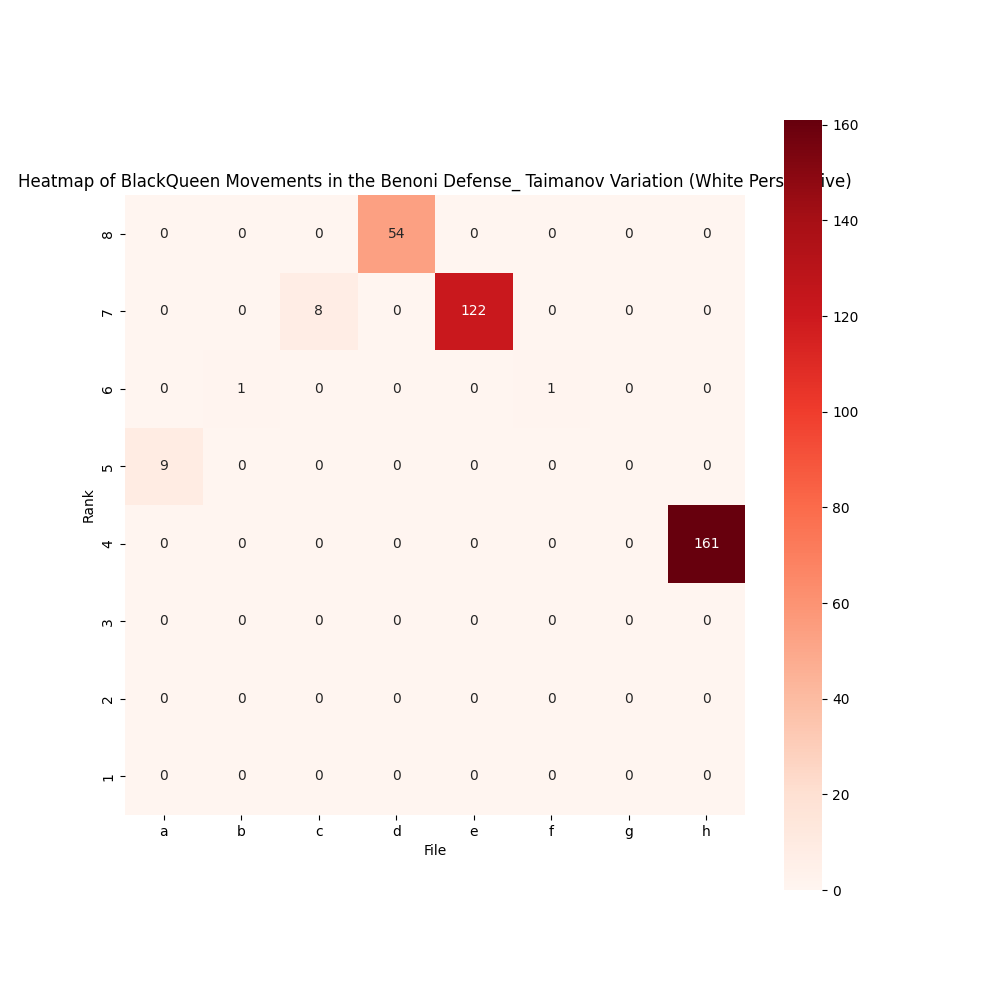 Heatmap of BlackQueen Movements in the Benoni Defense_ Taimanov Variation (White Pers ive)
160
140
120
100
80
60
40
20
0
8 0 0 0 54 0 0 0 0
7 0 0 8 0 122 0 0 0
6 0 1 0 0 0 1 0 0
5 9 0 0 0 0 0 0 0
Rank
4 0 0 0 0 0 0 0 161
3 0 0 0 0 0 0 0 0
2 0 0 0 0 0 0 0 0
1 0 0 0 0 0 0 0 0
a b c d e f g h
File